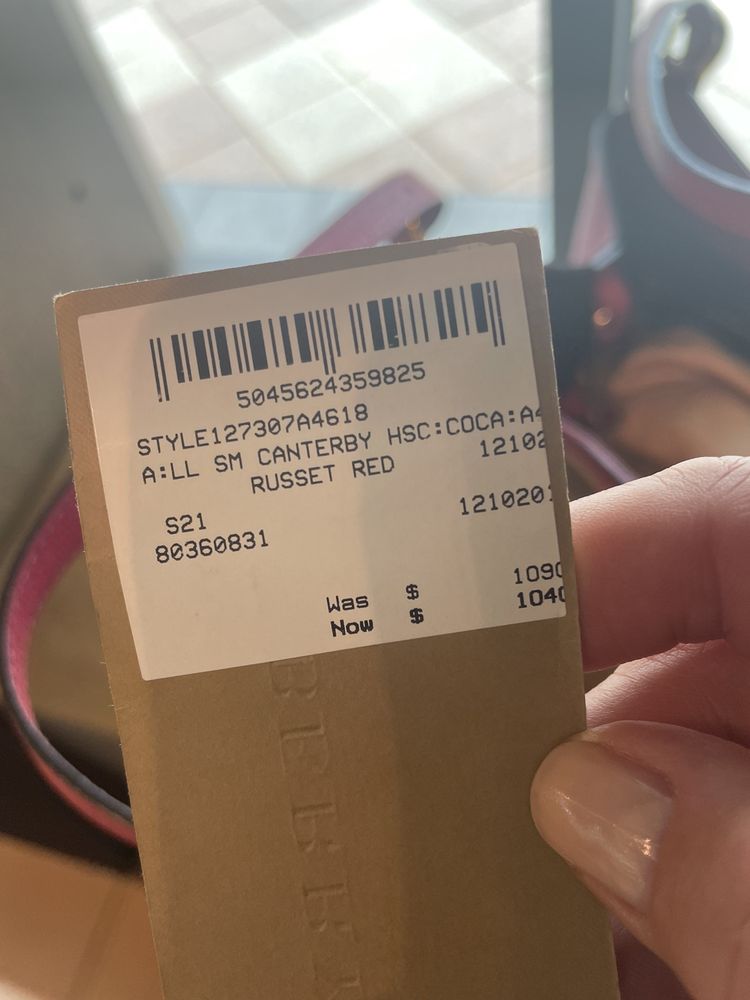 5045624359825
STYLE127307A4618
A:LL SM CANTERBY HSC:COCA:A4
12102
RUSSET RED
S21
1210201
80360831
Was $ 1090
Now $ 1040